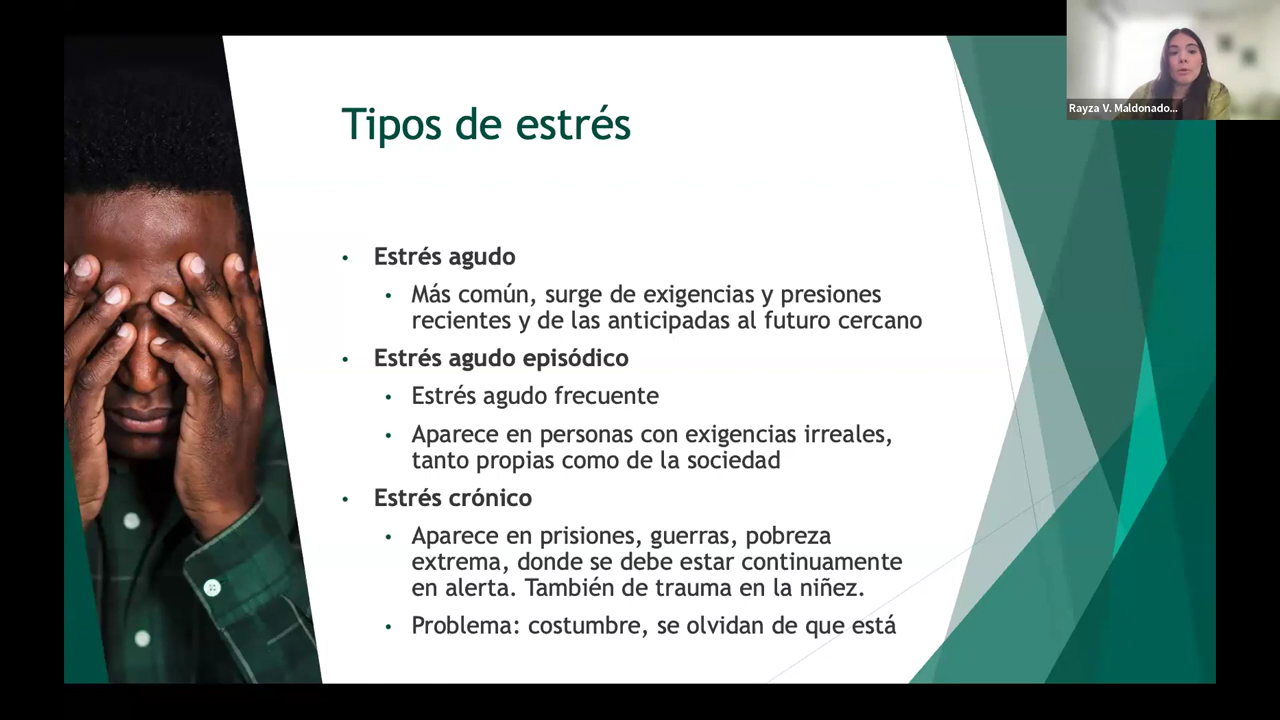 Rayza V. Maldonado...
Tipos de estrés
• Estrés agudo
• Más común, surge de exigencias y presiones
recientes y de las anticipadas al futuro cercano
• Estrés agudo episódico
• Estrés agudo frecuente
• Aparece en personas con exigencias irreales,
tanto propias como de la sociedad
• Estrés crónico
• Aparece en prisiones, guerras, pobreza
extrema, donde se debe estar continuamente
en alerta. También de trauma en la niñez.
• Problema: costumbre, se olvidan de que está